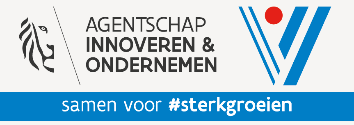 AGENTSCHAP
INNOVEREN &
ONDERNEMEN
samen voor #sterkgroeien